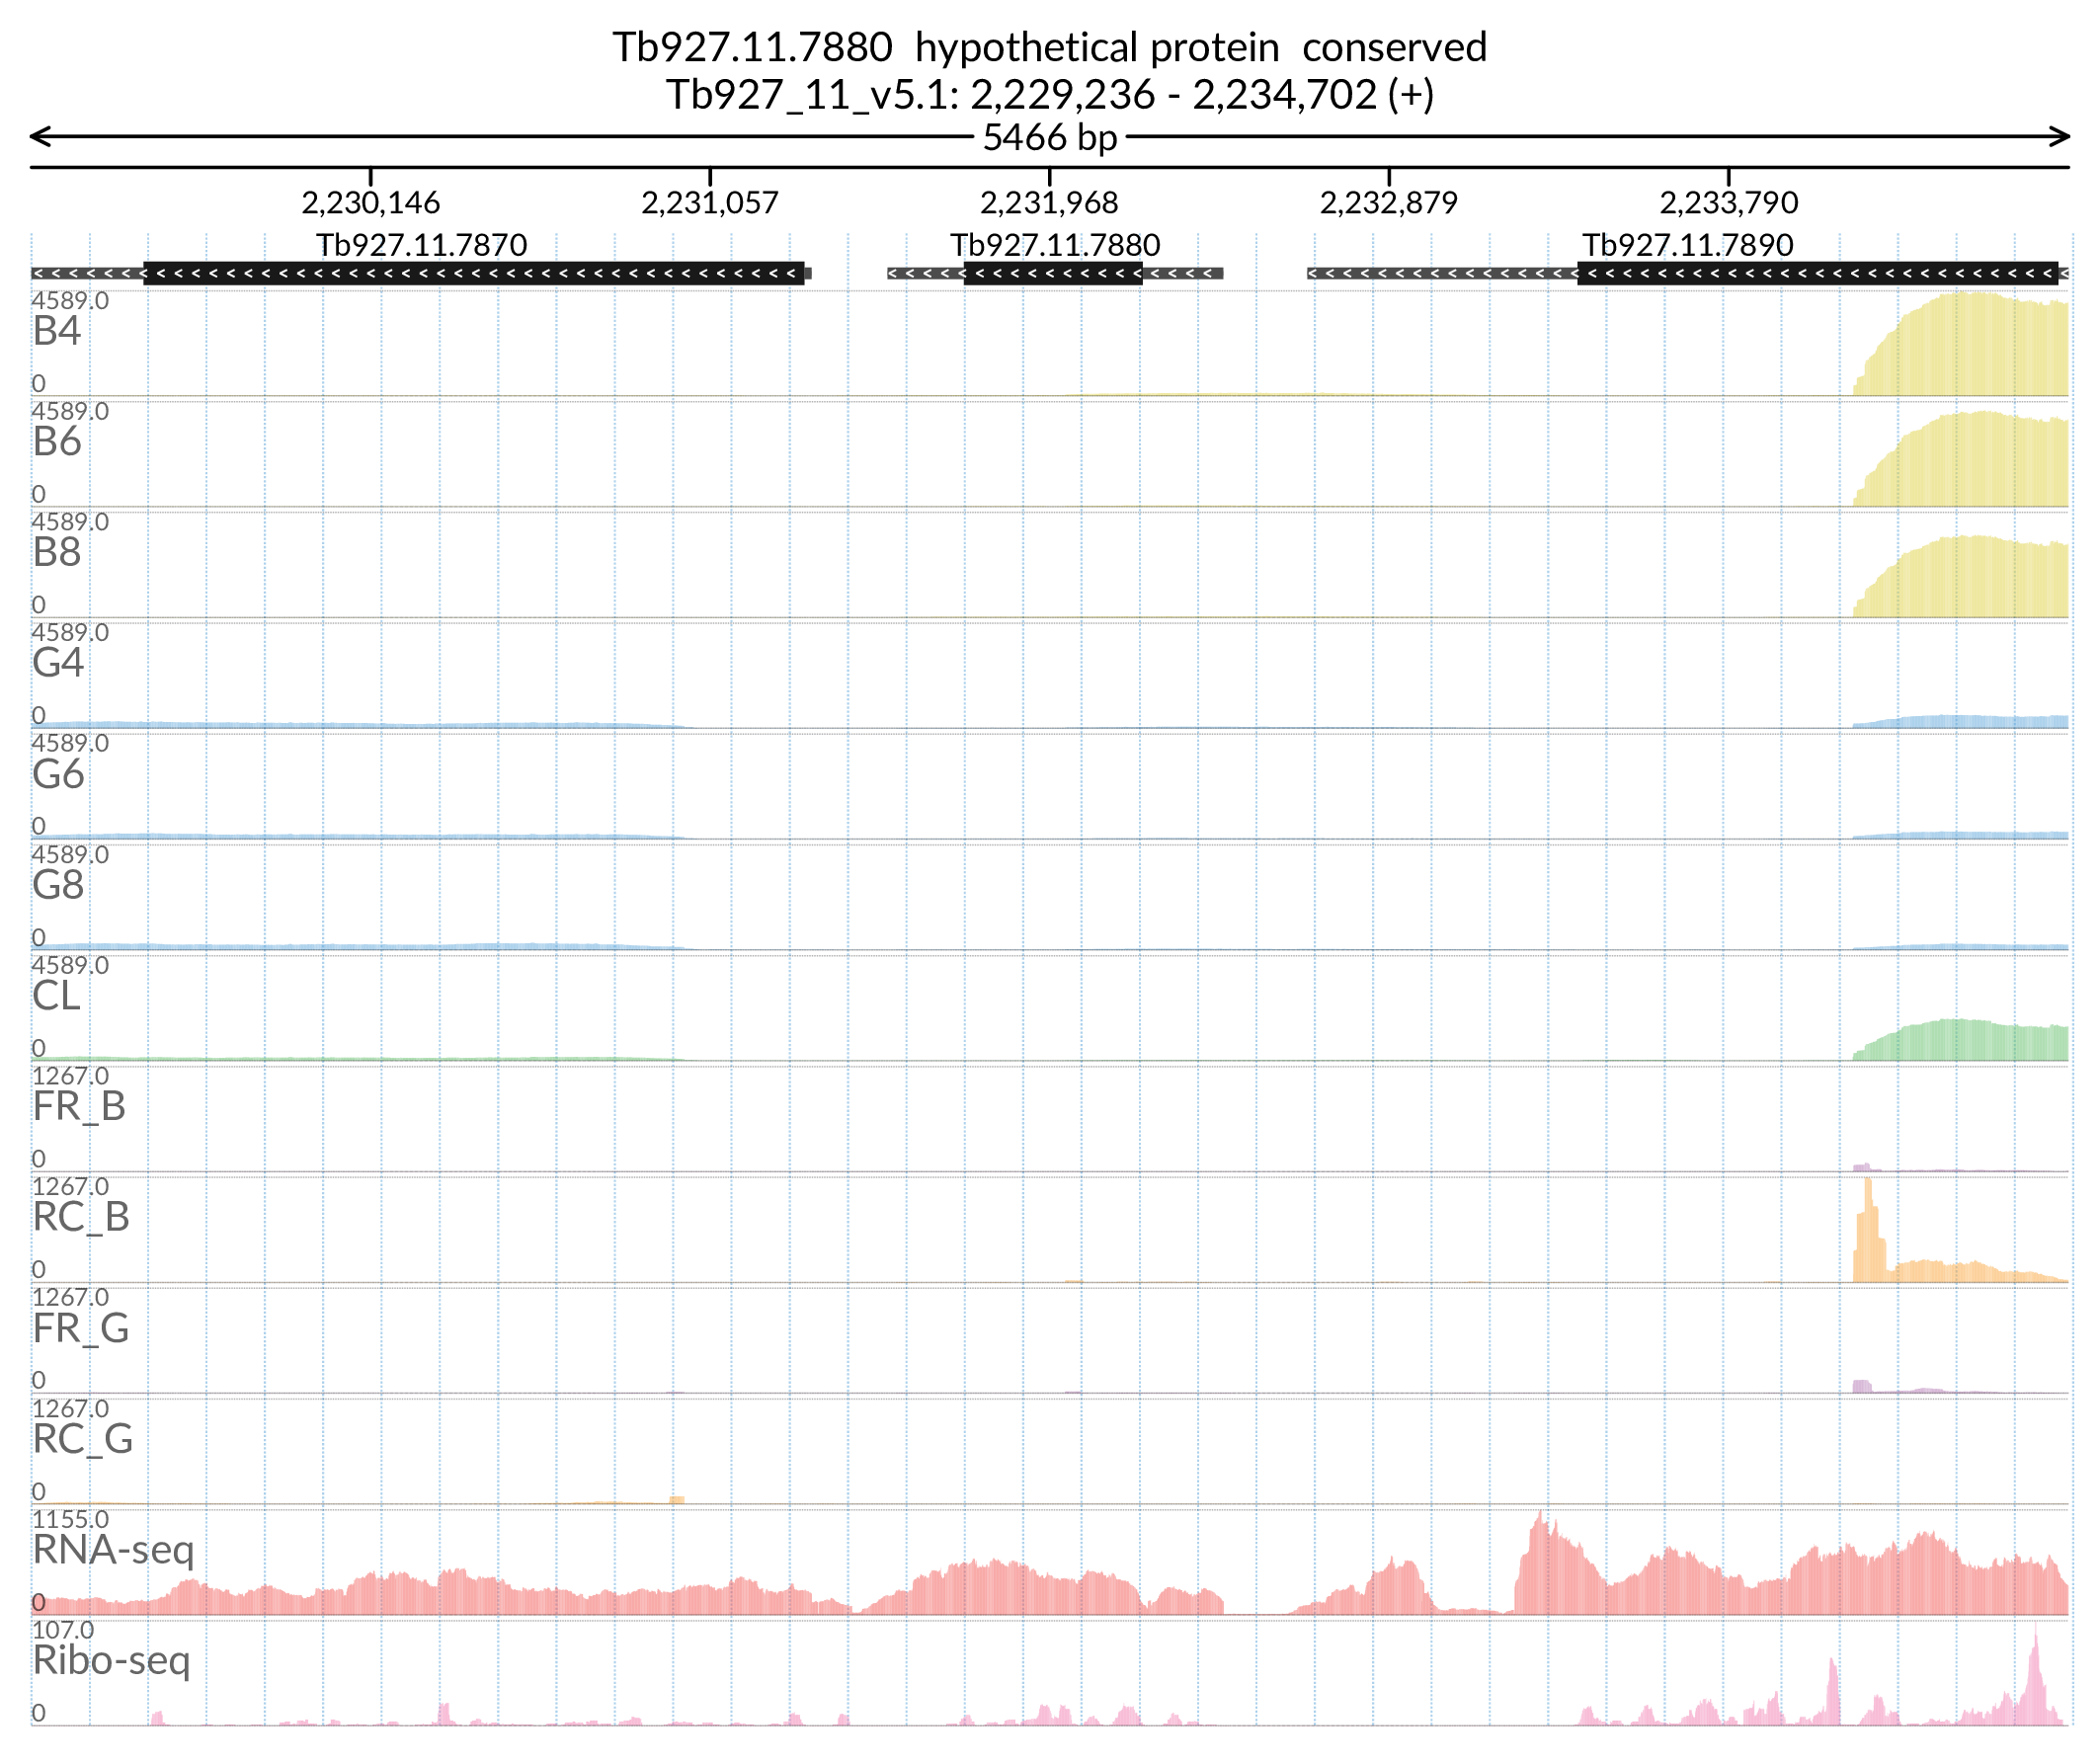 Tb927.11.7880 hypothetical protein conserved
Tb927_11_v5.1: 2,229,236 - 2,234,702 (+)
5466 bp
2,230,146 2,231,057 2,231,968 2,232,879 2,233,790
Tb927.11.7870 Tb927.11.7880 Tb927.11.7890
4589.0
B4
0
4589.0
B6
0
4589.0
B8
0
4589.0
G4
0
4589.0
G6
0
4589.0
G8
0
4589.0
CL
0
1267.0
FR_B
0
1267.0
RC_B
0
1267.0
FR_G
0
1267.0
RC_G
0
1155.0
RNA-seq
0
107.0
Ribo-seq
0